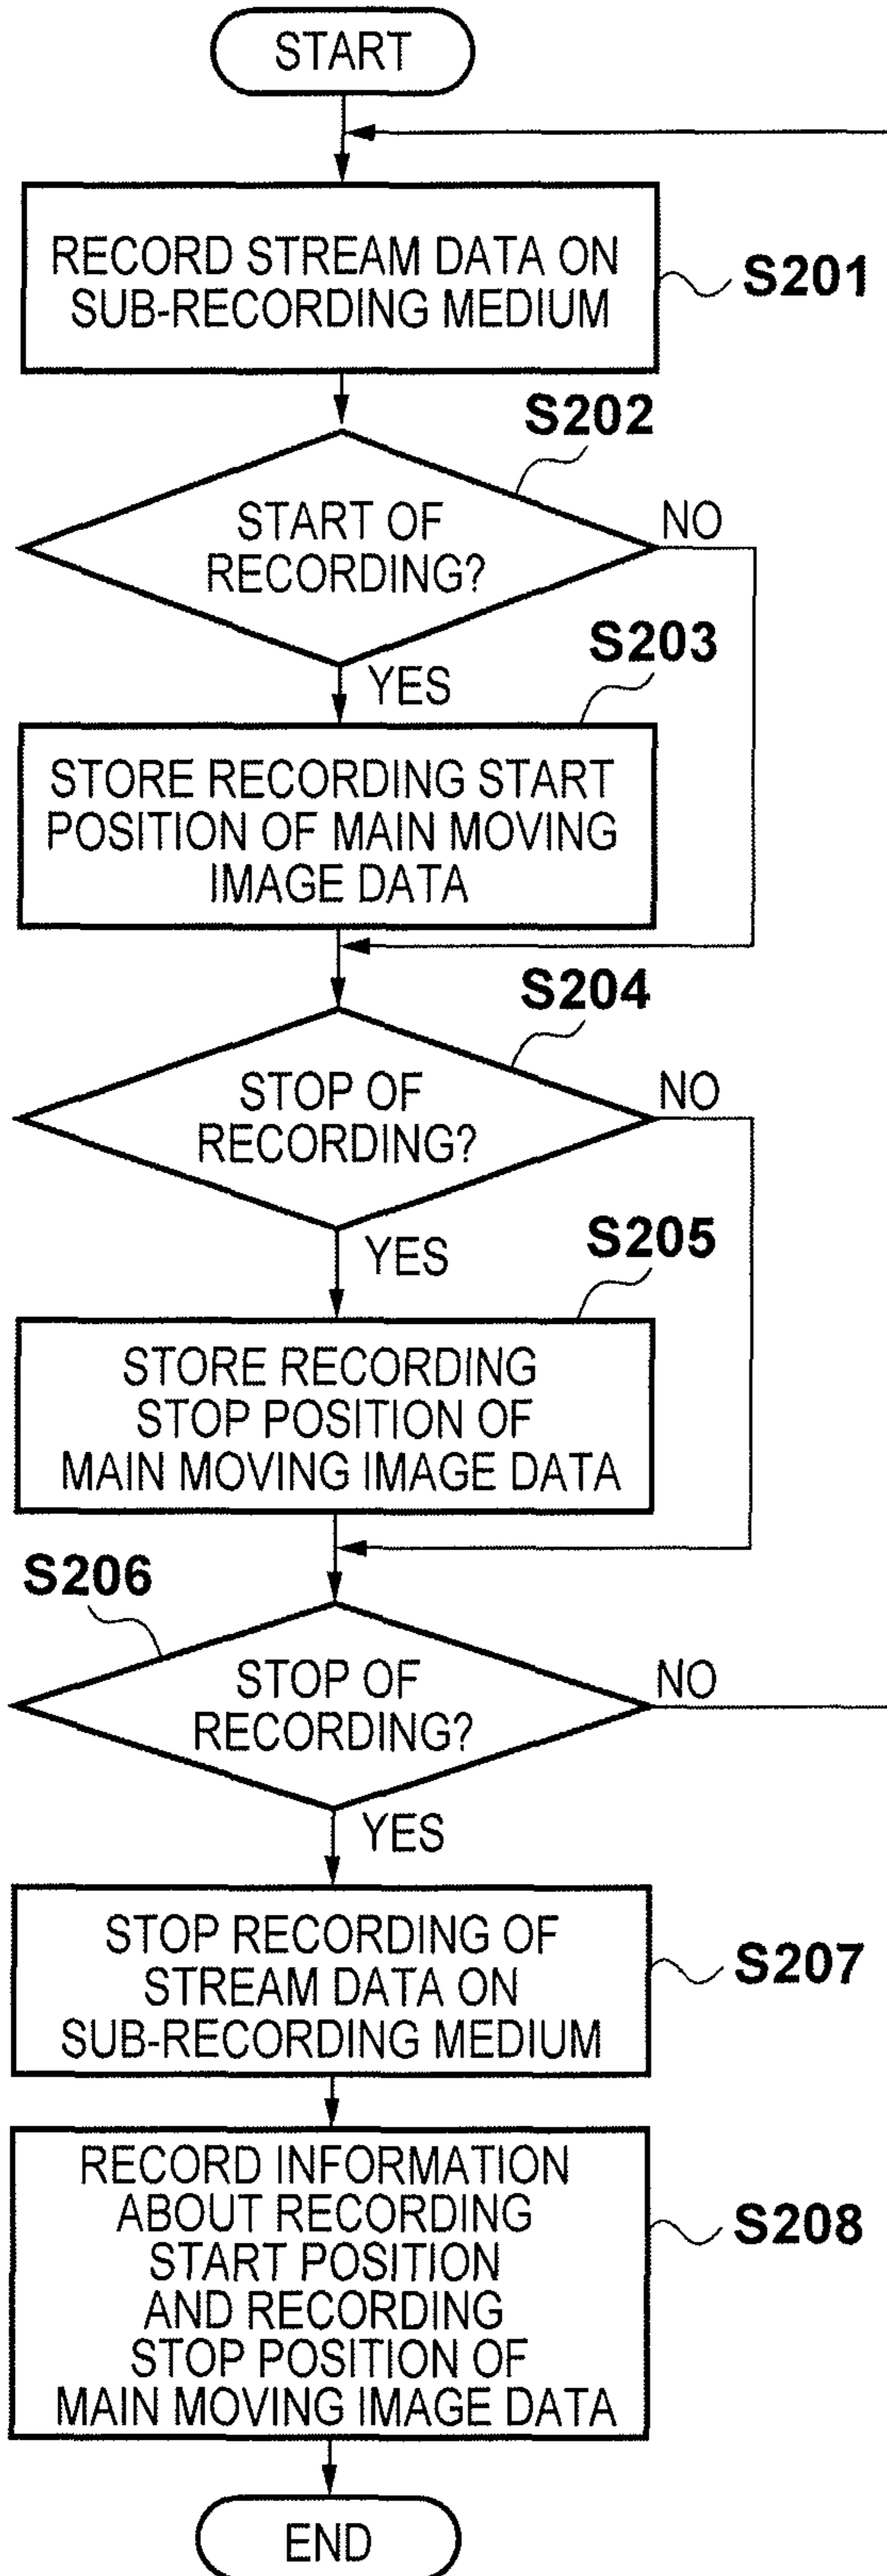 START
RECORD STREAM DATA ON
SUB-RECORDING MEDIUM
S201
S202
START OF
RECORDING?
NO
YES
S203
STORE RECORDING START
POSITION OF MAIN MOVING
IMAGE DATA
S204
STOP OF
RECORDING?
NO
YES
S205
STORE RECORDING
STOP POSITION OF
MAIN MOVING IMAGE DATA
S206
STOP OF
RECORDING?
NO
YES
STOP RECORDING OF
STREAM DATA ON
SUB-RECORDING MEDIUM
S207
RECORD INFORMATION
ABOUT RECORDING
START POSITION
AND RECORDING
STOP POSITION OF
MAIN MOVING IMAGE DATA
S208
END